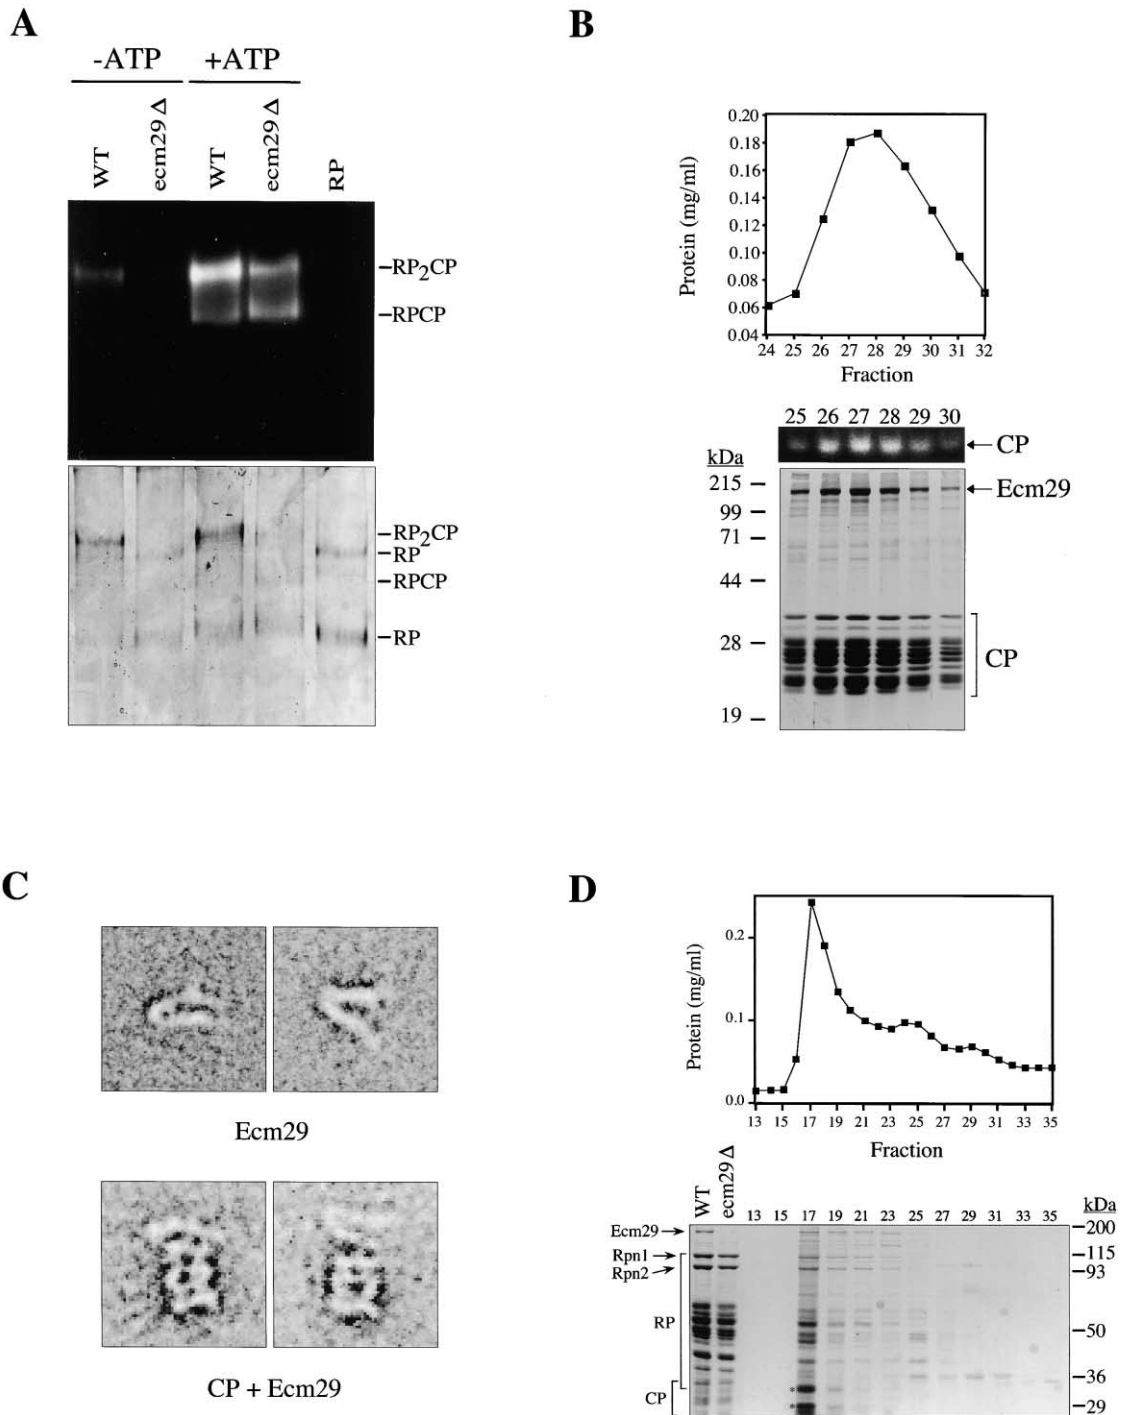 A
-ATP +ATP
WT ecm29 Δ WT ecm29 Δ RP
RP₂CP
RPCP
RP₂CP
RP
RPCP
RP
B
0.20
0.18
0.16
0.14
0.12
0.10
0.08
0.06
0.04
Protein (mg/ml)
24 25 26 27 28 29 30 31 32
Fraction
25 26 27 28 29 30
CP
kDa
215
99
71
44
28
19
Ecm29
CP
C
Ecm29
CP + Ecm29
D
0.2
0.1
0.0
Protein (mg/ml)
13 15 17 19 21 23 25 27 29 31 33 35
Fraction
WT ecm29 Δ 13 15 17 19 21 23 25 27 29 31 33 35
kDa
Ecm29
Rpn1
Rpn2
RP
CP
*
*
200
115
93
50
36
29